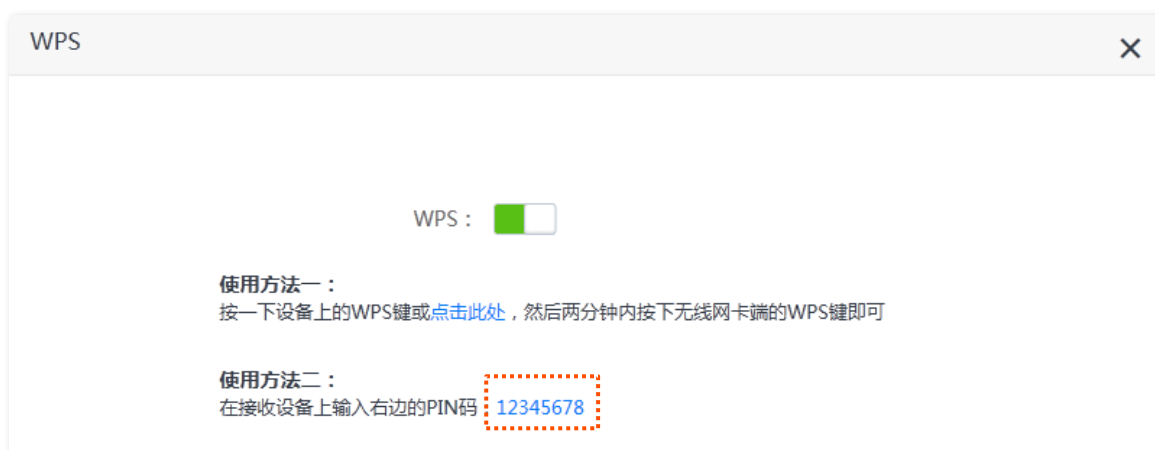 WPS
WPS：
使用方法一：
按一下设备上的WPS键或点击此处，然后两分钟内按下无线网卡端的WPS键即可
使用方法二：
在接收设备上输入右边的PIN码 12345678